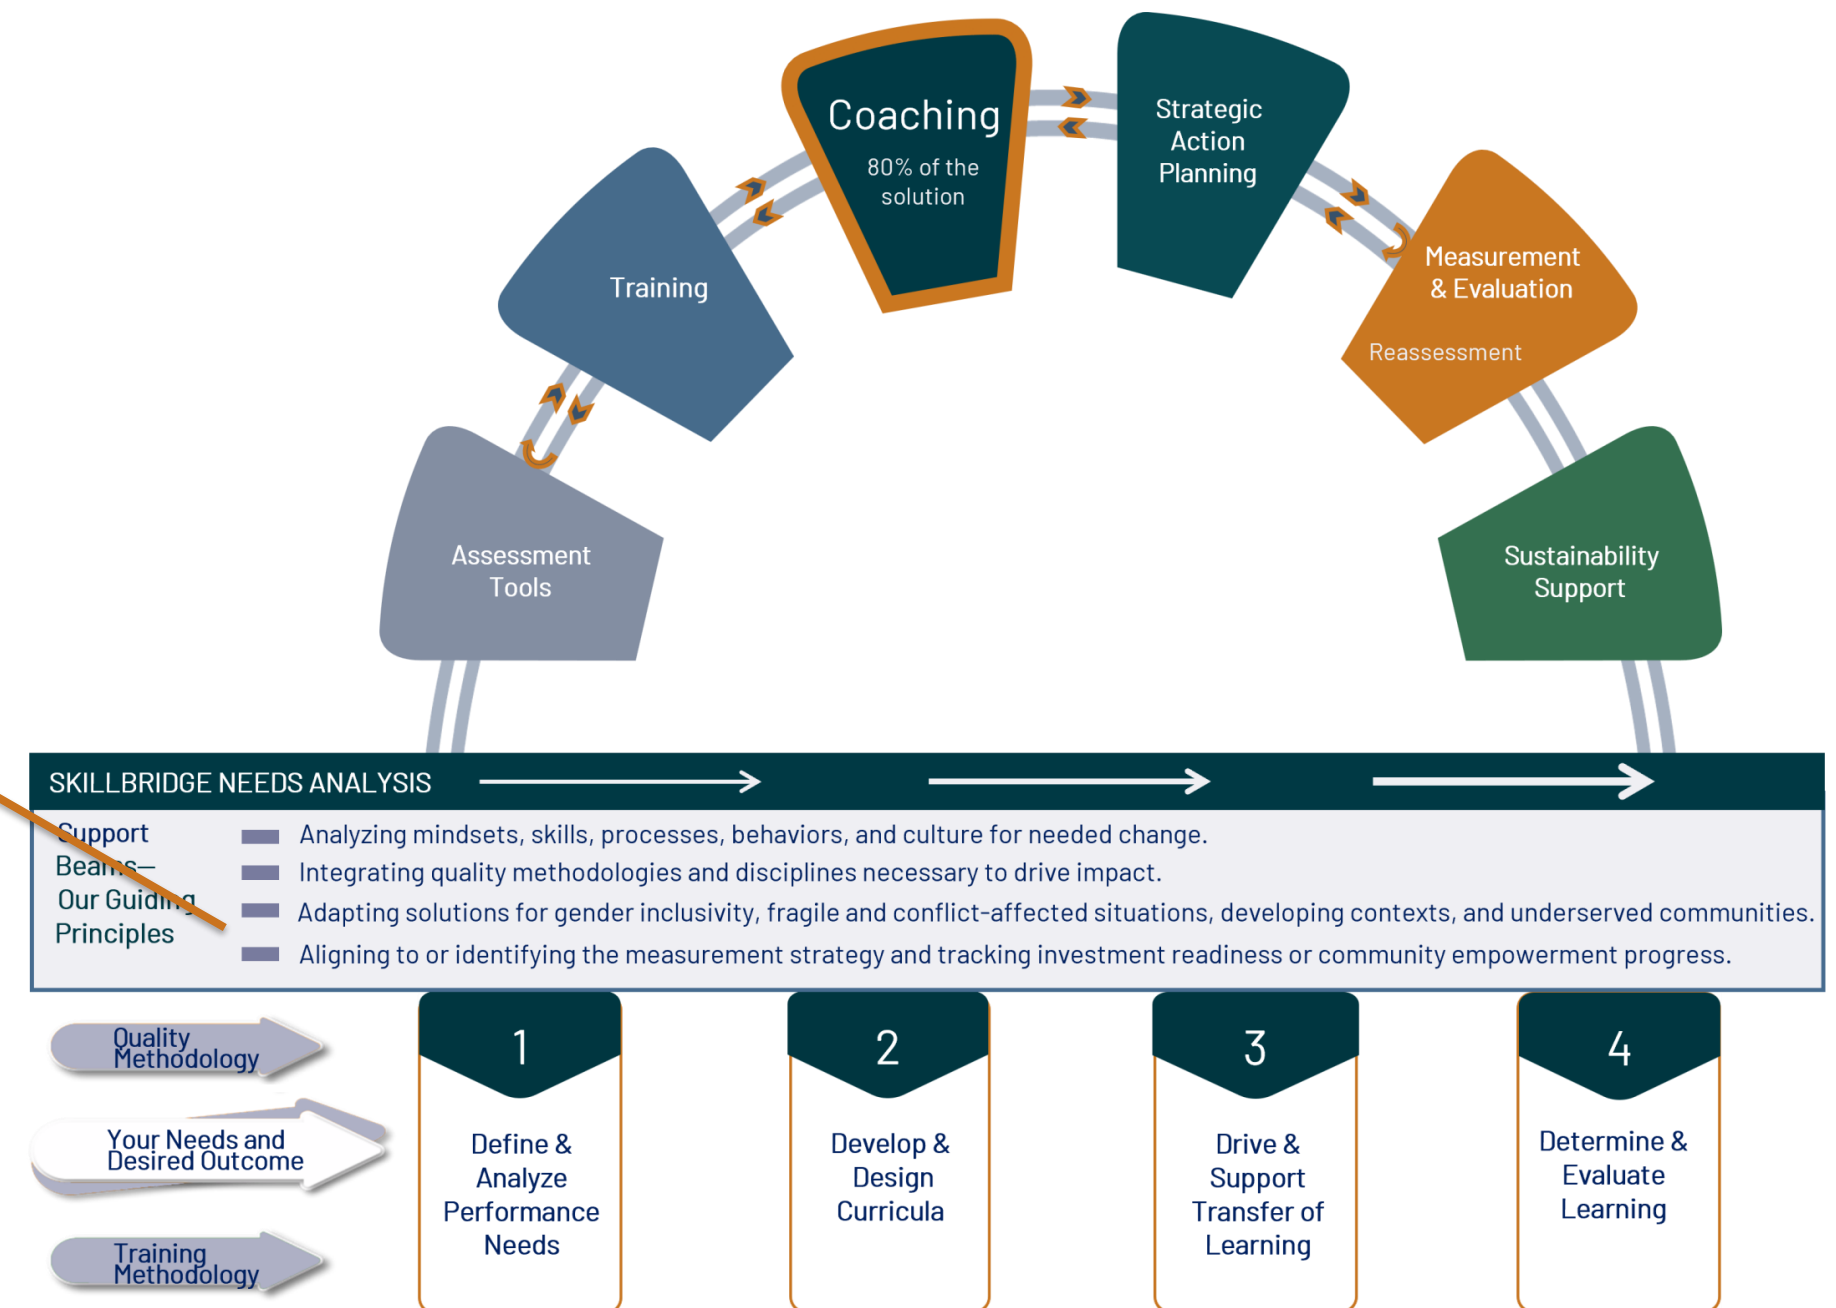 Coaching
80% of the
solution
Strategic
Action
Planning
Training
Measurement
& Evaluation
Reassessment
Assessment
Tools
Sustainability
Support
SKILLBRIDGE NEEDS ANALYSIS
Support
Beams—
Our Guiding
Principles
Analyzing mindsets, skills, processes, behaviors, and culture for needed change.
Integrating quality methodologies and disciplines necessary to drive impact.
Adapting solutions for gender inclusivity, fragile and conflict-affected situations, developing contexts, and underserved communities.
Aligning to or identifying the measurement strategy and tracking investment readiness or community empowerment progress.
Quality
Methodology
Your Needs and
Desired Outcome
Training
Methodology
1
Define &
Analyze
Performance
Needs
2
Develop &
Design
Curricula
3
Drive &
Support
Transfer of
Learning
4
Determine &
Evaluate
Learning